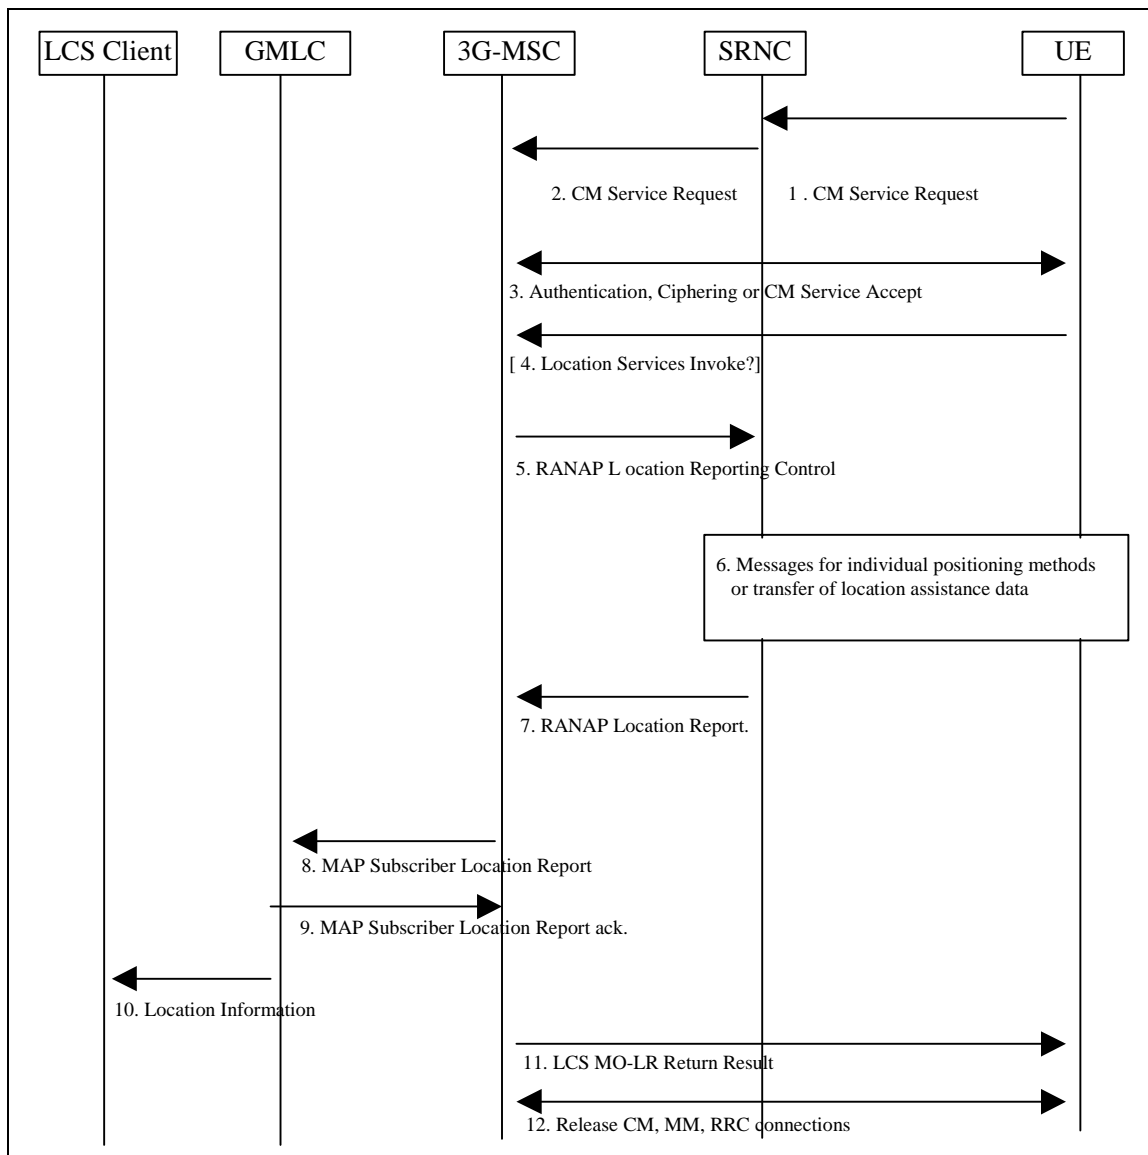 LCS Client GMLC 3G-MSC SRNC UE
2. CM Service Request 1 . CM Service Request
3. Authentication, Ciphering or CM Service Accept
[ 4. Location Services Invoke?]
5. RANAP L ocation Reporting Control
6. Messages for individual positioning methods
or transfer of location assistance data
7. RANAP Location Report.
8. MAP Subscriber Location Report
9. MAP Subscriber Location Report ack.
10. Location Information
11. LCS MO-LR Return Result
12. Release CM, MM, RRC connections